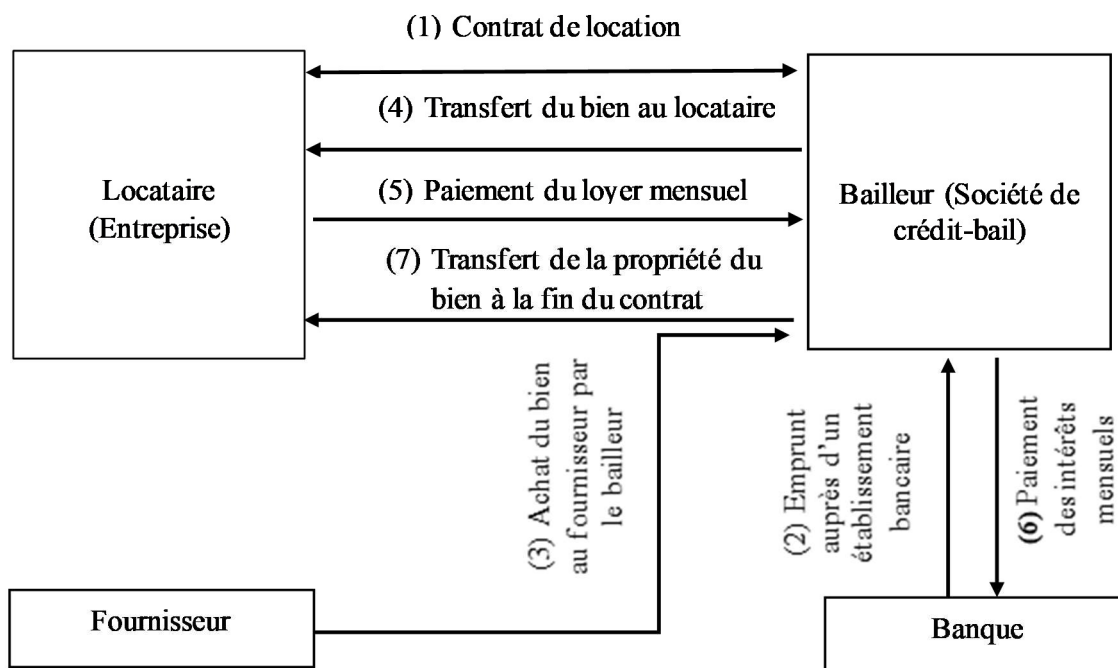 (1) Contrat de location
(4) Transfert du bien au locataire
Locataire
(Entreprise)
(5) Paiement du loyer mensuel
Bailleur (Société de
crédit-bail)
(7) Transfert de la propriété du
bien à la fin du contrat
(3) Achat du bien
au fournisseur par
le bailleur
(2) Emprunt
auprès d’un
établissement
bancaire
(6) Paiement
des intérêts
mensuels
Fournisseur
Banque